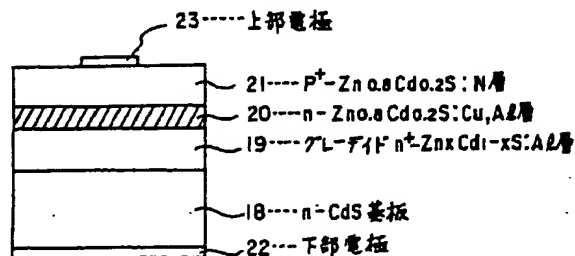 23-----上部電極
21----P⁺-Zn0.8Cd0.2S:N層
20----n-Zn0.8Cd0.2S:Cu,Aℓ層
19----グレーデイドn⁺-ZnxCd1-xS:Aℓ層
18----n-CdS基板
22---下部電極